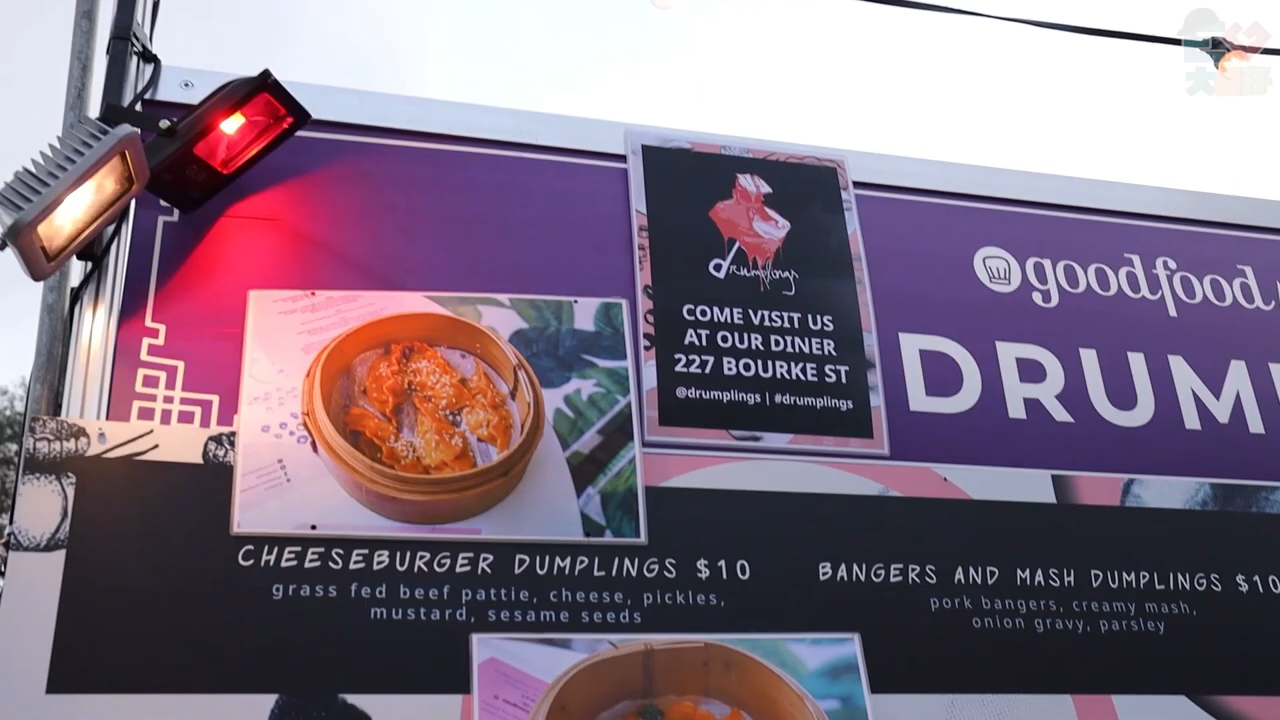 goodfood
DRUM
drumplings
COME VISIT US
AT OUR DINER
227 BOURKE ST
@drumplings | #drumplings
CHEESEBURGER DUMPLINGS $10
grass fed beef pattie, cheese, pickles,
mustard, sesame seeds
BANGERS AND MASH DUMPLINGS $10
pork bangers, creamy mash,
onion gravy, parsley